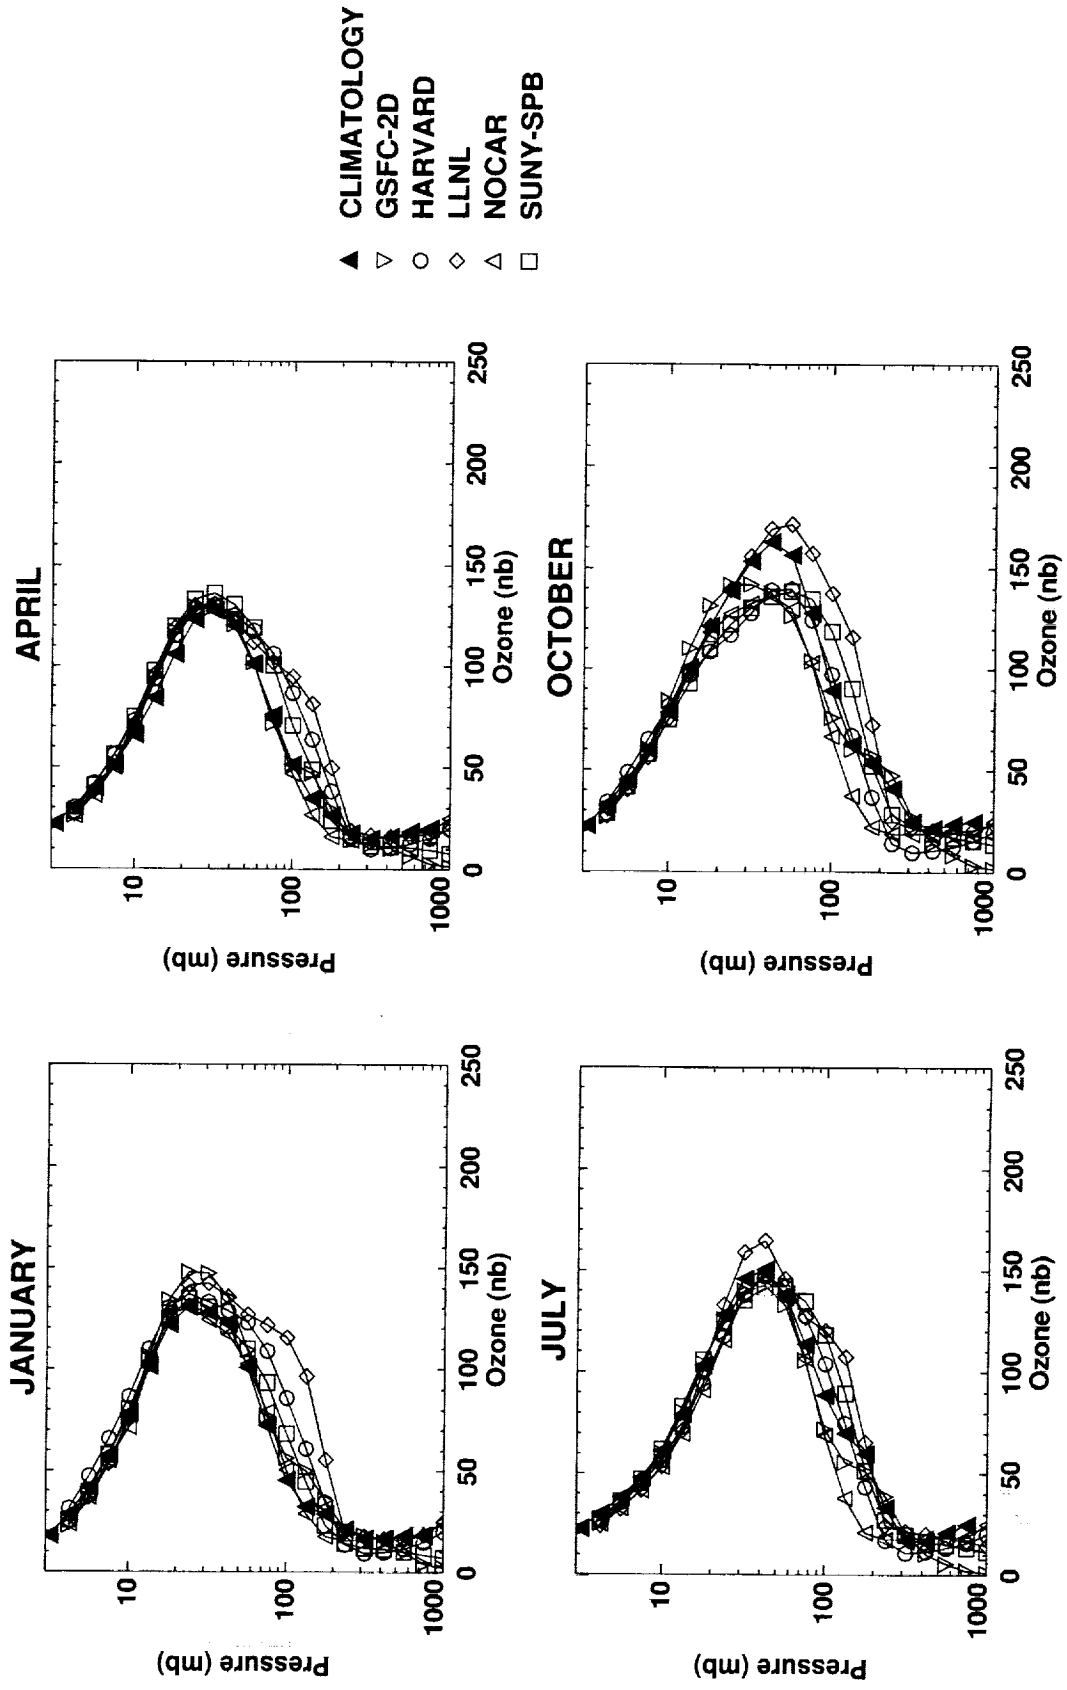 JANUARY
Pressure (mb)
10
100
1000
0
50
100
150
200
250
Ozone (nb)
APRIL
Pressure (mb)
10
100
1000
0
50
100
150
200
250
Ozone (nb)
CLIMATOLOGY
GSFC-2D
HARVARD
LLNL
NOCAR
SUNY-SPB
JULY
Pressure (mb)
10
100
1000
0
50
100
150
200
250
Ozone (nb)
OCTOBER
Pressure (mb)
10
100
1000
0
50
100
150
200
250
Ozone (nb)